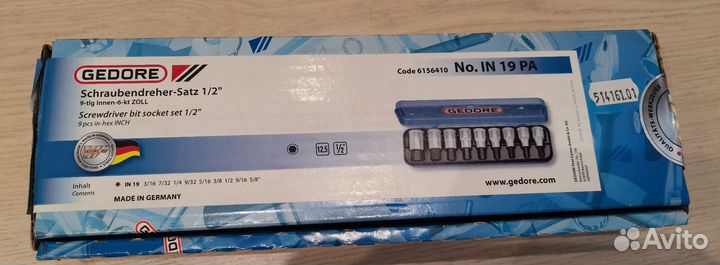 GEDORE
Code 6156410 No. IN 19 PA
Schraubendreher-Satz 1/2"
9-tlg Innen-6-kt ZOLL
Screwdriver bit socket set 1/2"
9 pcs in-hex INCH
12,5 1/2"
GEDORE
514161.01
QUALITÄTS-WERKZEUGE
Inhalt
Contents
IN 19 3/16 7/32 1/4 9/32 5/16 3/8 1/2 9/16 5/8"
MADE IN GERMANY
www.gedore.com
Avito